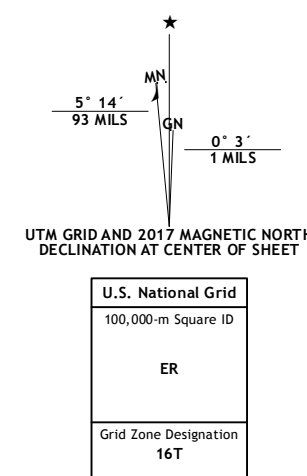 ★
MN
GN
5° 14´
93 MILS
0° 3´
1 MILS
UTM GRID AND 2017 MAGNETIC NORTH
DECLINATION AT CENTER OF SHEET
U.S. National Grid
100,000-m Square ID
ER
Grid Zone Designation
16T